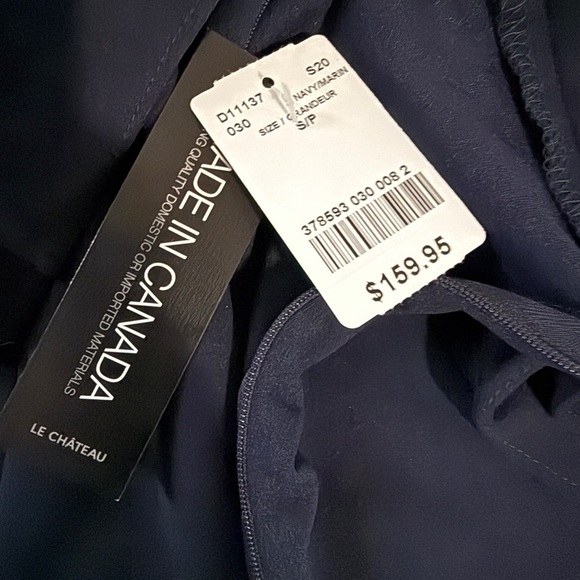 D11137 S20
030 NAVY/MARIN
SIZE / GRANDEUR
S/P
378593 030 008 2
$159.95
ADE IN CANADA
QUALITY DOMESTIC OR IMPORTED MATERIALS
LE CHÂTEAU